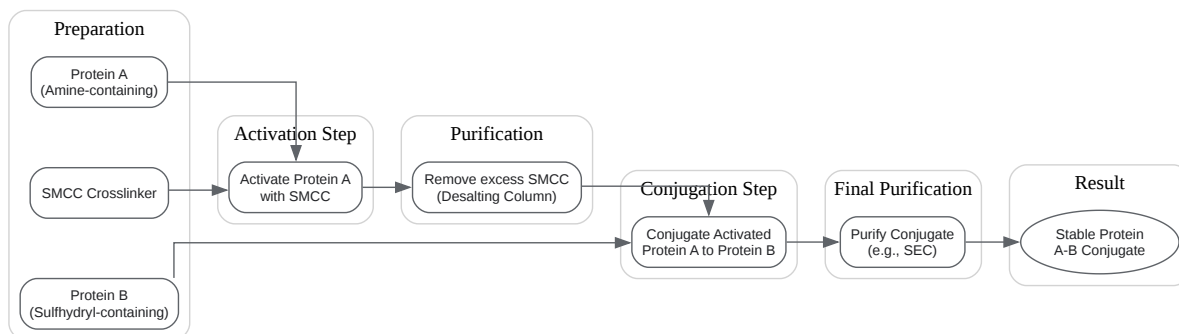 Preparation
Protein A
(Amine-containing)
SMCC Crosslinker
Protein B
(Sulfhydryl-containing)
Activation Step
Activate Protein A
with SMCC
Purification
Remove excess SMCC
(Desalting Column)
Conjugation Step
Conjugate Activated
Protein A to Protein B
Final Purification
Purify Conjugate
(e.g., SEC)
Result
Stable Protein
A-B Conjugate